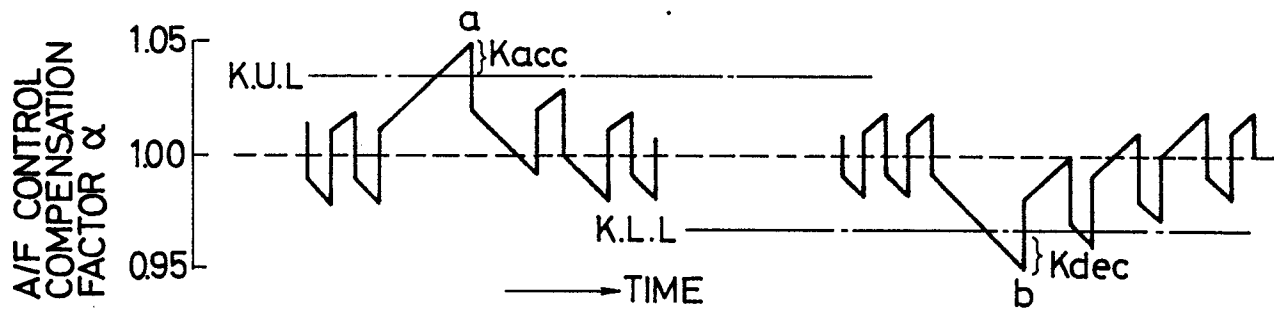 A/F CONTROL
COMPENSATION
FACTOR α
1.05
1.00
0.95
a
Kacc
K.U.L
K.L.L
Kdec
b
TIME